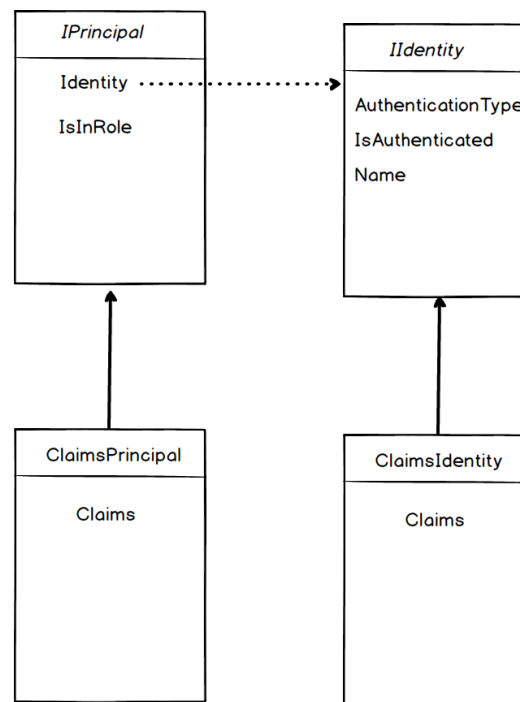 IPrincipal
Identity
IsInRole
IIdentity
AuthenticationType
IsAuthenticated
Name
ClaimsPrincipal
Claims
ClaimsIdentity
Claims